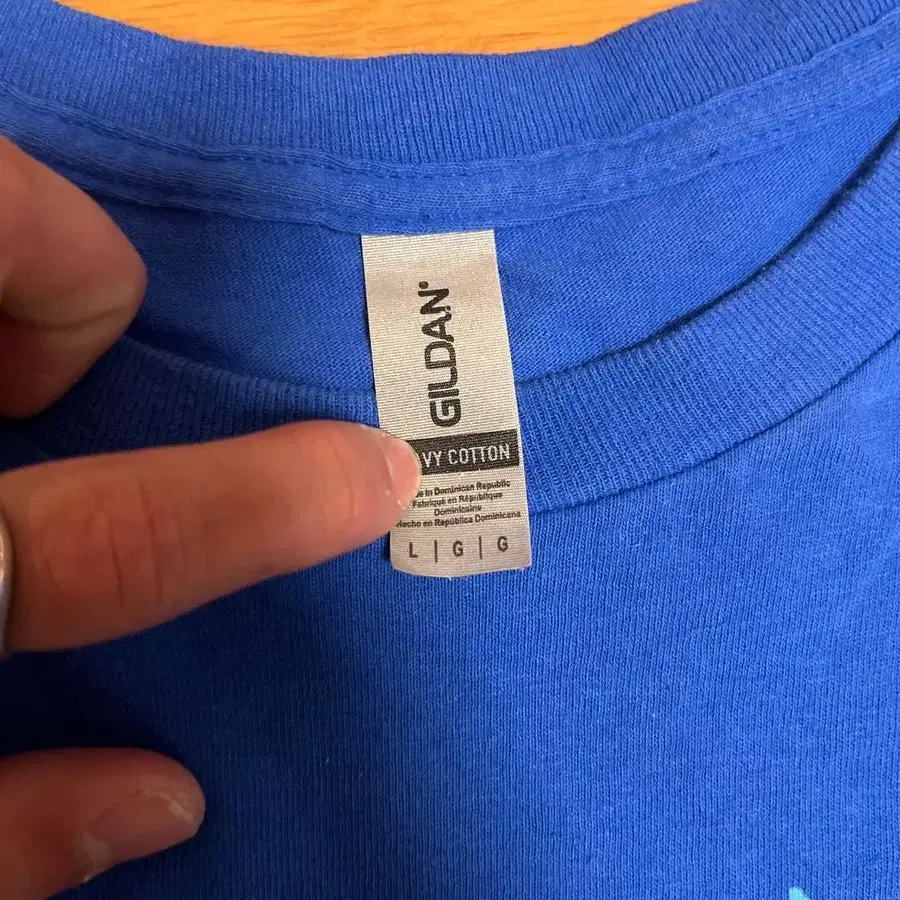 GILDAN®
VY COTTON
in Dominican Republic
Fabriqué en République
Dominicaine
Hecho en República Dominicana
L | G | G